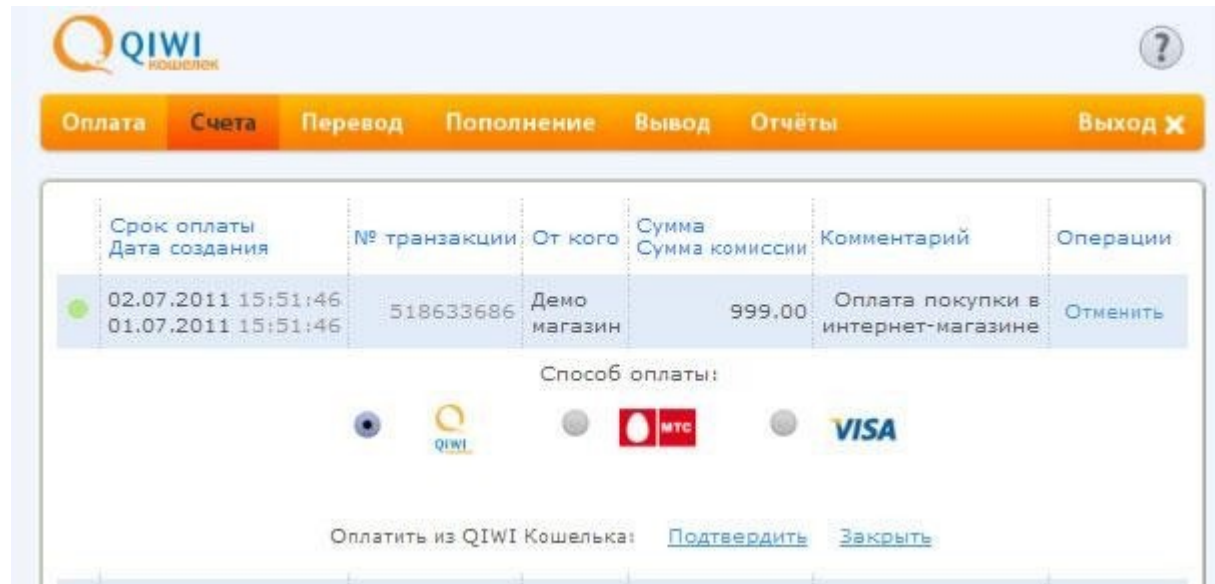 QIWI
кошелек
?
Оплата Счета Перевод Пополнение Вывод Отчёты Выход
Срок оплаты
Дата создания
№ транзакции
От кого
Сумма
Сумма комиссии
Комментарий
Операции
02.07.2011 15:51:46
01.07.2011 15:51:46
518633686
Демо
магазин
999.00
Оплата покупки в
интернет-магазине
Отменить
Способ оплаты:
QIWI
МТС
VISA
Оплатить из QIWI Кошелька: Подтвердить Закрыть